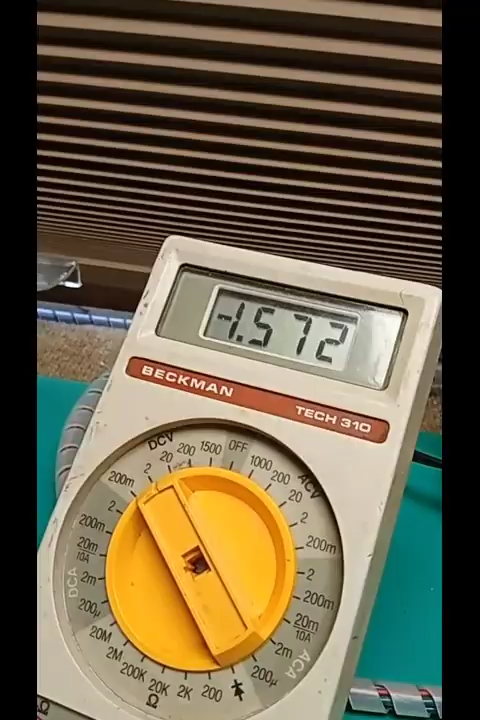 -1.572
BECKMAN
TECH 310
DCV
200m 2 20 200 1500
OFF
1000 200 20 2 200m
ACV
2 200m 20m 2m 200µ
10A
ACA
2 200m 20m 2m 200µ
10A
DCA
20M 2M 200K 20K 2K 200
Ω
Ω